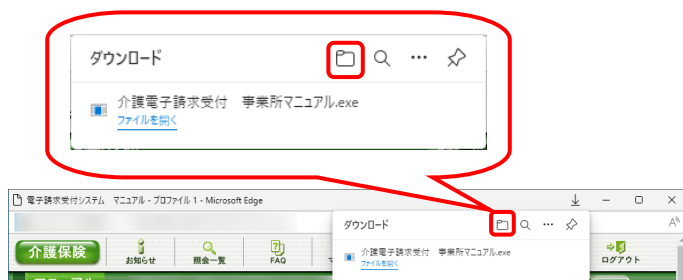 ダウンロード
介護電子請求受付　事業所マニュアル.exe
ファイルを開く
電子請求受付システム　マニュアル - プロファイル 1 - Microsoft Edge
ダウンロード
介護電子請求受付　事業所マニュアル.exe
ファイルを開く
介護保険
お知らせ
照会一覧
FAQ
ログアウト